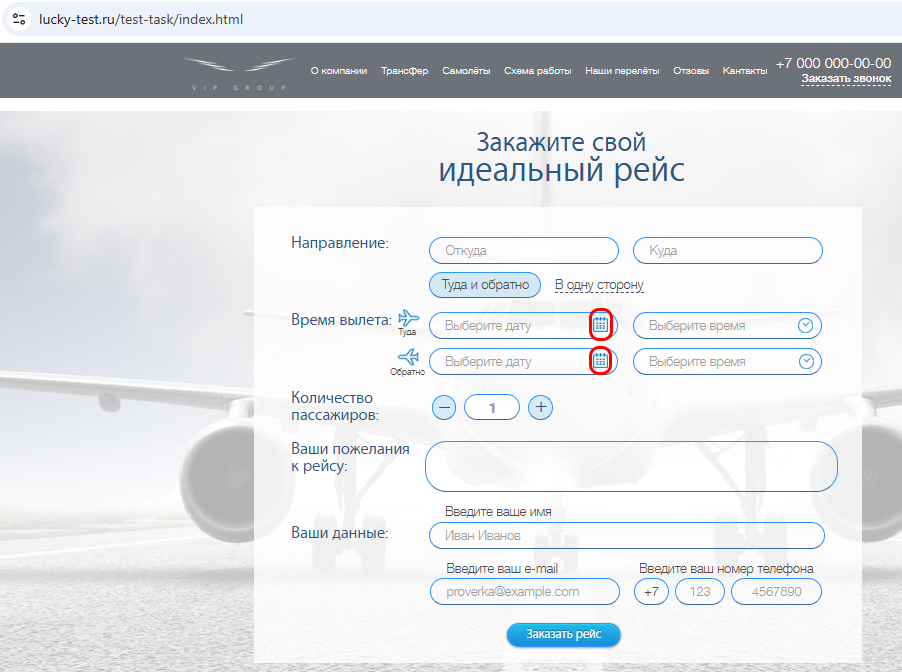 lucky-test.ru/test-task/index.html
VIP GROUP
О компании Трансфер Самолёты Схема работы Наши перелёты Отзовы Кантакты
+7 000 000-00-00
Заказать звонок
Закажите свой
идеальный рейс
Направление: Откуда Куда
Туда и обратно В одну сторону
Время вылета: Туда Выберите дату Выберите время
Обратно Выберите дату Выберите время
Количество
пассажиров: − 1 +
Ваши пожелания
к рейсу:
Введите ваше имя
Ваши данные: Иван Иванов
Введите ваш e-mail Введите ваш номер телефона
proverka@example.com +7 123 4567890
Заказать рейс